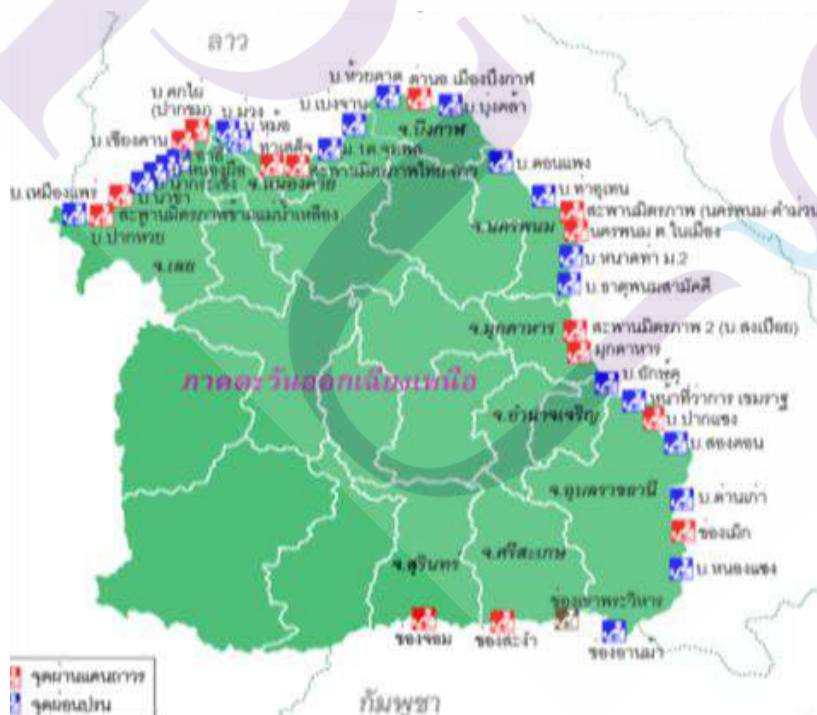 ลาว
บ.ห้วยคาด
ด่านอ.เมืองบึงกาฬ
บ.บุ่งคล้า
บ.เบ่งจาน
จ.บึงกาฬ
บ.คกไผ่
(ปากชม)
บ.ม่วง
บ.หม้อ
บ.เชียงคาน
ท่าเสด็จ
สะพานมิตรภาพไทย-ลาว
จ.หนองคาย
บ.ดอนแพง
บ.ท่าอุเทน
บ.เหมืองแพร่
บ.นาข่า
สะพานมิตรภาพข้ามแม่น้ำเหือง
บ.ปากห้วย
จ.เลย
สะพานมิตรภาพ (นครพนม-คำม่วน
นครพนม ต.ในเมือง
จ.นครพนม
บ.หนาดท่า ม.2
บ.ธาตุพนมสามัคคี
จ.มุกดาหาร
สะพานมิตรภาพ 2 (บ.สงเปือย)
มุกดาหาร
ภาคตะวันออกเฉียงเหนือ
บ.ยักษ์คุ
หน้าที่ว่าการ เขมราฐ
บ.ปากแซง
จ.อำนาจเจริญ
บ.สองคอน
จ.อุบลราชธานี
บ.ด่านเก่า
ช่องเม็ก
บ.หนองแสง
จ.สุรินทร์
จ.ศรีสะเกษ
ช่องเขาพระวิหาร
ช่องจอม
ช่องสะงำ
ช่องอานม้า
จุดผ่านแดนถาวร
จุดผ่อนปรน
กัมพูชา